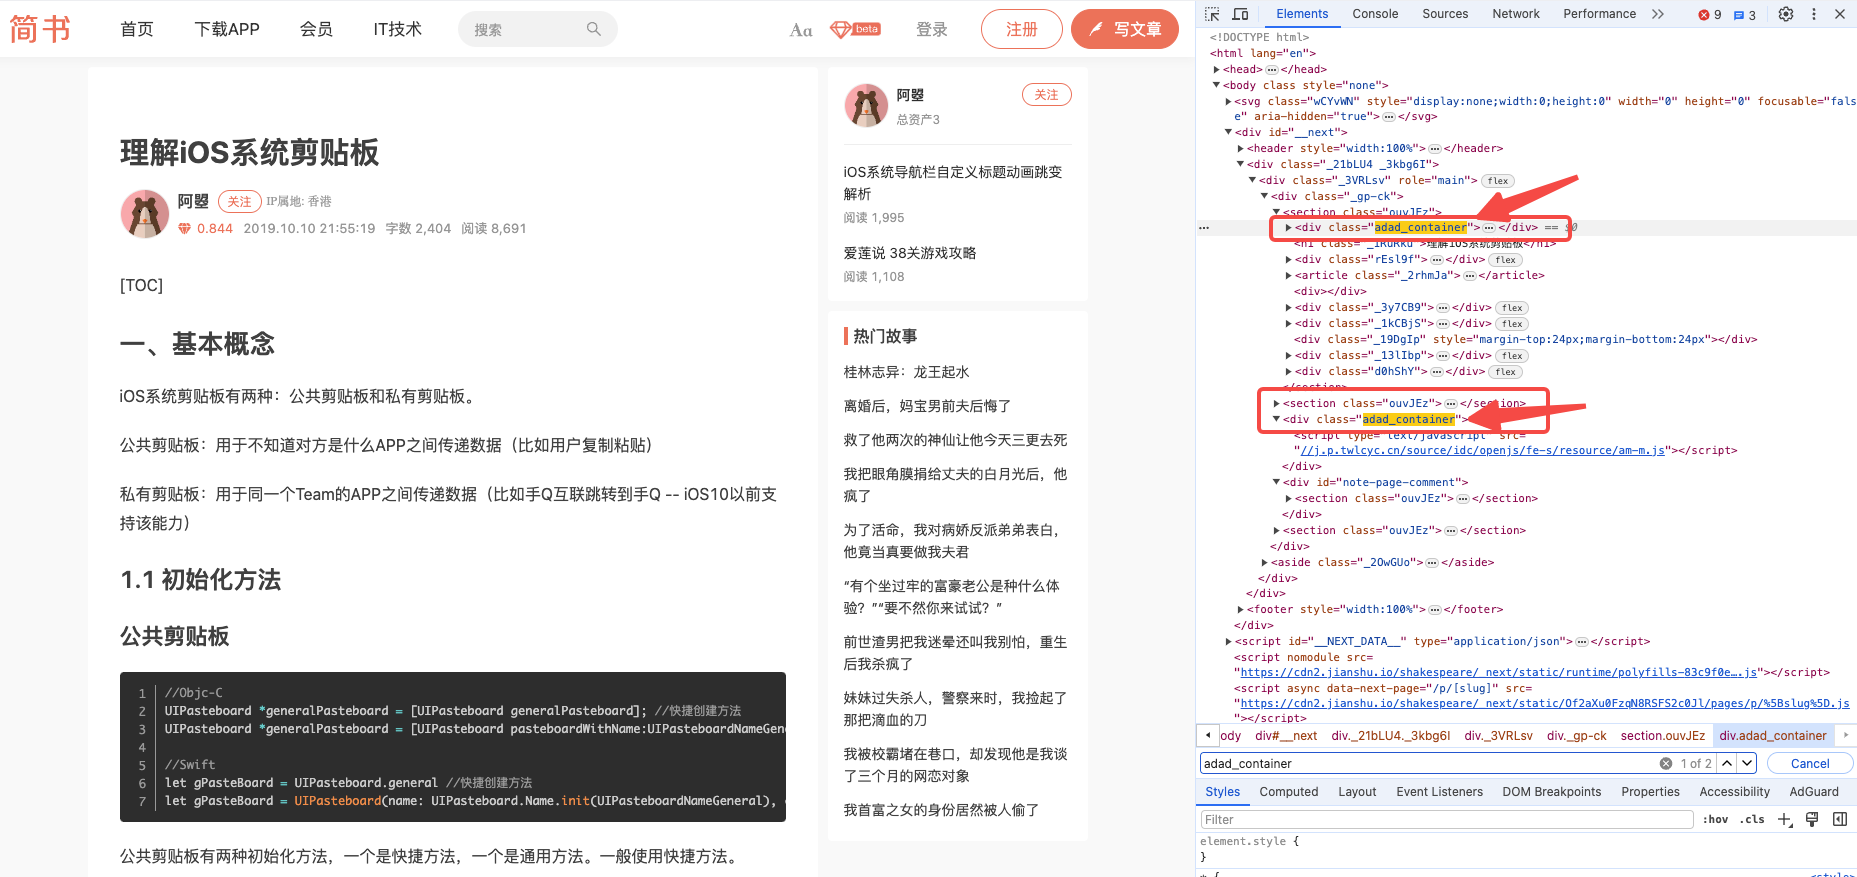 简书
首页
下载APP
会员
IT技术
搜索
Aa
beta
登录
注册
写文章
理解iOS系统剪贴板
阿曌 关注 IP属地: 香港
0.844 2019.10.10 21:55:19 字数 2,404 阅读 8,691
[TOC]
一、基本概念
iOS系统剪贴板有两种：公共剪贴板和私有剪贴板。
公共剪贴板：用于不知道对方是什么APP之间传递数据（比如用户复制粘贴）
私有剪贴板：用于同一个Team的APP之间传递数据（比如手Q互联跳转到手Q -- iOS10以前支
持该能力）
1.1 初始化方法
公共剪贴板
1 //Objc-C
2 UIPasteboard *generalPasteboard = [UIPasteboard generalPasteboard]; //快捷创建方法
3 UIPasteboard *generalPasteboard = [UIPasteboard pasteboardWithName:UIPasteboardNameGen
4
5 //Swift
6 let gPasteBoard = UIPasteboard.general //快捷创建方法
7 let gPasteBoard = UIPasteboard(name: UIPasteboard.Name.init(UIPasteboardNameGeneral),
公共剪贴板有两种初始化方法，一个是快捷方法，一个是通用方法。一般使用快捷方法。
阿曌
关注
总资产3
iOS系统导航栏自定义标题动画跳变
解析
阅读 1,995
爱莲说 38关游戏攻略
阅读 1,108
热门故事
桂林志异：龙王起水
离婚后，妈宝男前夫后悔了
救了他两次的神仙让他今天三更去死
我把眼角膜捐给丈夫的白月光后，他
疯了
为了活命，我对病娇反派弟弟表白，
他竟当真要做我夫君
“有个坐过牢的富豪老公是种什么体
验？”“要不然你来试试？”
前世渣男把我迷晕还叫我别怕，重生
后我杀疯了
妹妹过失杀人，警察来时，我捡起了
那把滴血的刀
我被校霸堵在巷口，却发现他是我谈
了三个月的网恋对象
我首富之女的身份居然被人偷了
Elements Console Sources Network Performance 9 3
<!DOCTYPE html>
<html lang="en">
<head>…</head>
<body class style="none">
<svg class="wCYvWN" style="display:none;width:0;height:0" width="0" height="0" focusable="fals
e" aria-hidden="true">…</svg>
<div id="__next">
<header style="width:100%">…</header>
<div class="_21bLU4 _3kbg6I">
<div class="_3VRLsv" role="main"> flex
<div class="_gp-ck">
<section class="ouvJEz">
<div class="adad_container">…</div> == $0
<h1 class="_1RuRku">理解iOS系统剪贴板</h1>
<div class="rEsl9f">…</div> flex
<article class="_2rhmJa">…</article>
<div></div>
<div class="_3y7CB9">…</div> flex
<div class="_1kCBjS">…</div> flex
<div class="_19DgIp" style="margin-top:24px;margin-bottom:24px"></div>
<div class="_13lIbp">…</div> flex
<div class="d0hShY">…</div> flex
</section>
<section class="ouvJEz">…</section>
<div class="adad_container">
<script type="text/javascript" src=
"//j.p.twlcyc.cn/source/idc/openjs/fe-s/resource/am-m.js"></script>
</div>
<div id="note-page-comment">
<section class="ouvJEz">…</section>
</div>
<section class="ouvJEz">…</section>
</div>
<aside class="_2OwGUo">…</aside>
</div>
</div>
<footer style="width:100%">…</footer>
</div>
<script id="__NEXT_DATA__" type="application/json">…</script>
<script nomodule src=
"https://cdn2.jianshu.io/shakespeare/_next/static/runtime/polyfills-83c9f0e….js"></script>
<script async data-next-page="/p/[slug]" src=
"https://cdn2.jianshu.io/shakespeare/_next/static/Of2aXu0FzqN8RSFS2c0Jl/pages/p/%5Bslug%5D.js
"></script>
ody div#__next div._21bLU4._3kbg6I div._3VRLsv div._gp-ck section.ouvJEz div.adad_container
adad_container 1 of 2 Cancel
Styles Computed Layout Event Listeners DOM Breakpoints Properties Accessibility AdGuard
Filter :hov .cls
element.style {
}
* {
<style>